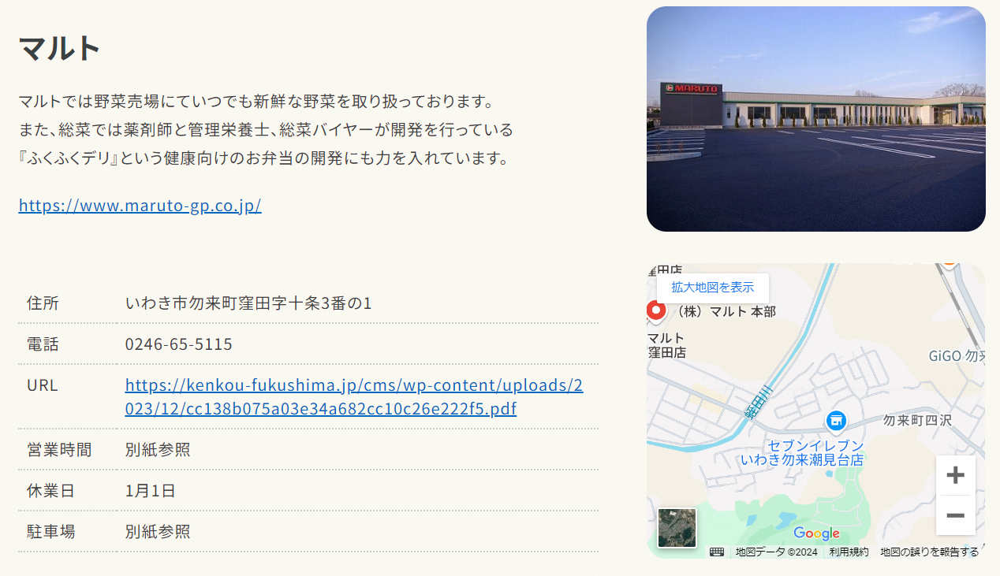 マルト
マルトでは野菜売場にていつでも新鮮な野菜を取り扱っております。
また、総菜では薬剤師と管理栄養士、総菜バイヤーが開発を行っている
『ふくふくデリ』という健康向けのお弁当の開発にも力を入れています。
https://www.maruto-gp.co.jp/
MARUTO
住所 いわき市勿来町窪田字十条3番の1
電話 0246-65-5115
URL https://kenkou-fukushima.jp/cms/wp-content/uploads/2
023/12/cc138b075a03e34a682cc10c26e222f5.pdf
営業時間 別紙参照
休業日 1月1日
駐車場 別紙参照
窪田店
拡大地図を表示
（株）マルト 本部
マルト
窪田店
GiGO 勿来
蛭田川
勿来町四沢
セブンイレブン
いわき勿来潮見台店
Google
地図データ ©2024 利用規約 地図の誤りを報告する